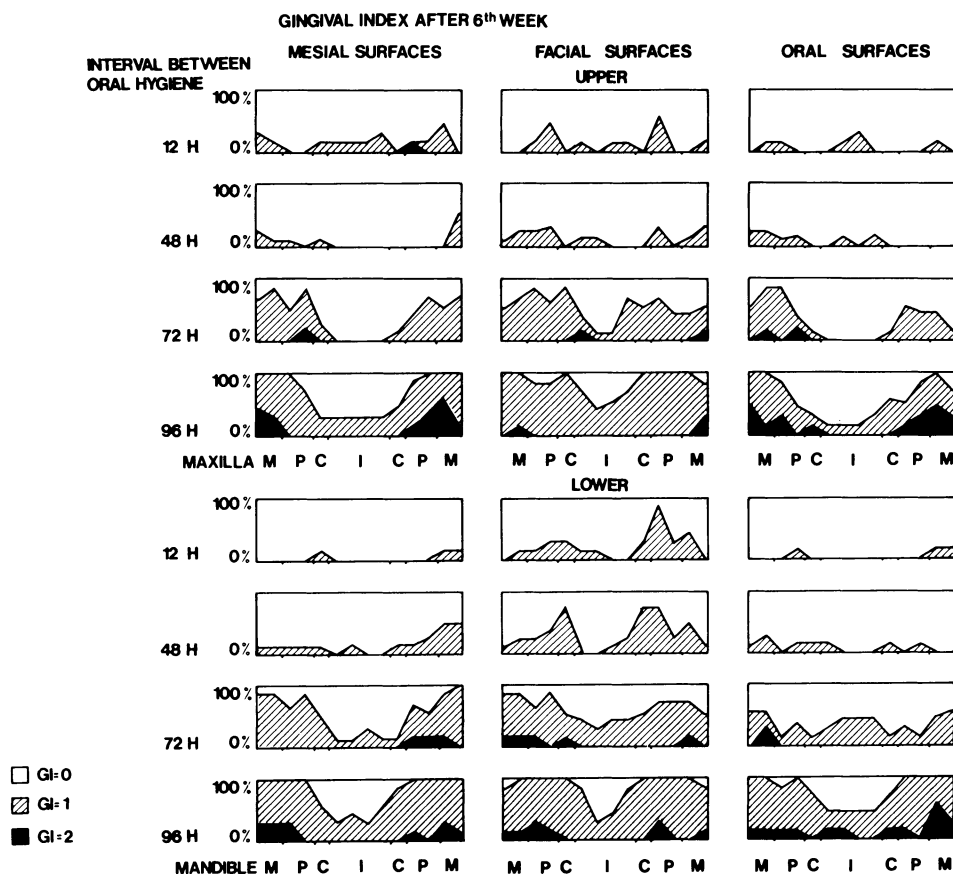 GINGIVAL INDEX AFTER 6th WEEK
MESIAL SURFACES FACIAL SURFACES ORAL SURFACES
INTERVAL BETWEEN
ORAL HYGIENE
UPPER
100%
12 H 0%
48 H 0%
100%
72 H 0%
100%
96 H 0%
MAXILLA M P C I C P M M P C I C P M M P C I C P M
LOWER
100%
12 H 0%
48 H 0%
100%
72 H 0%
GI=0
GI=1
100%
96 H 0%
GI=2
MANDIBLE M P C I C P M M P C I C P M M P C I C P M